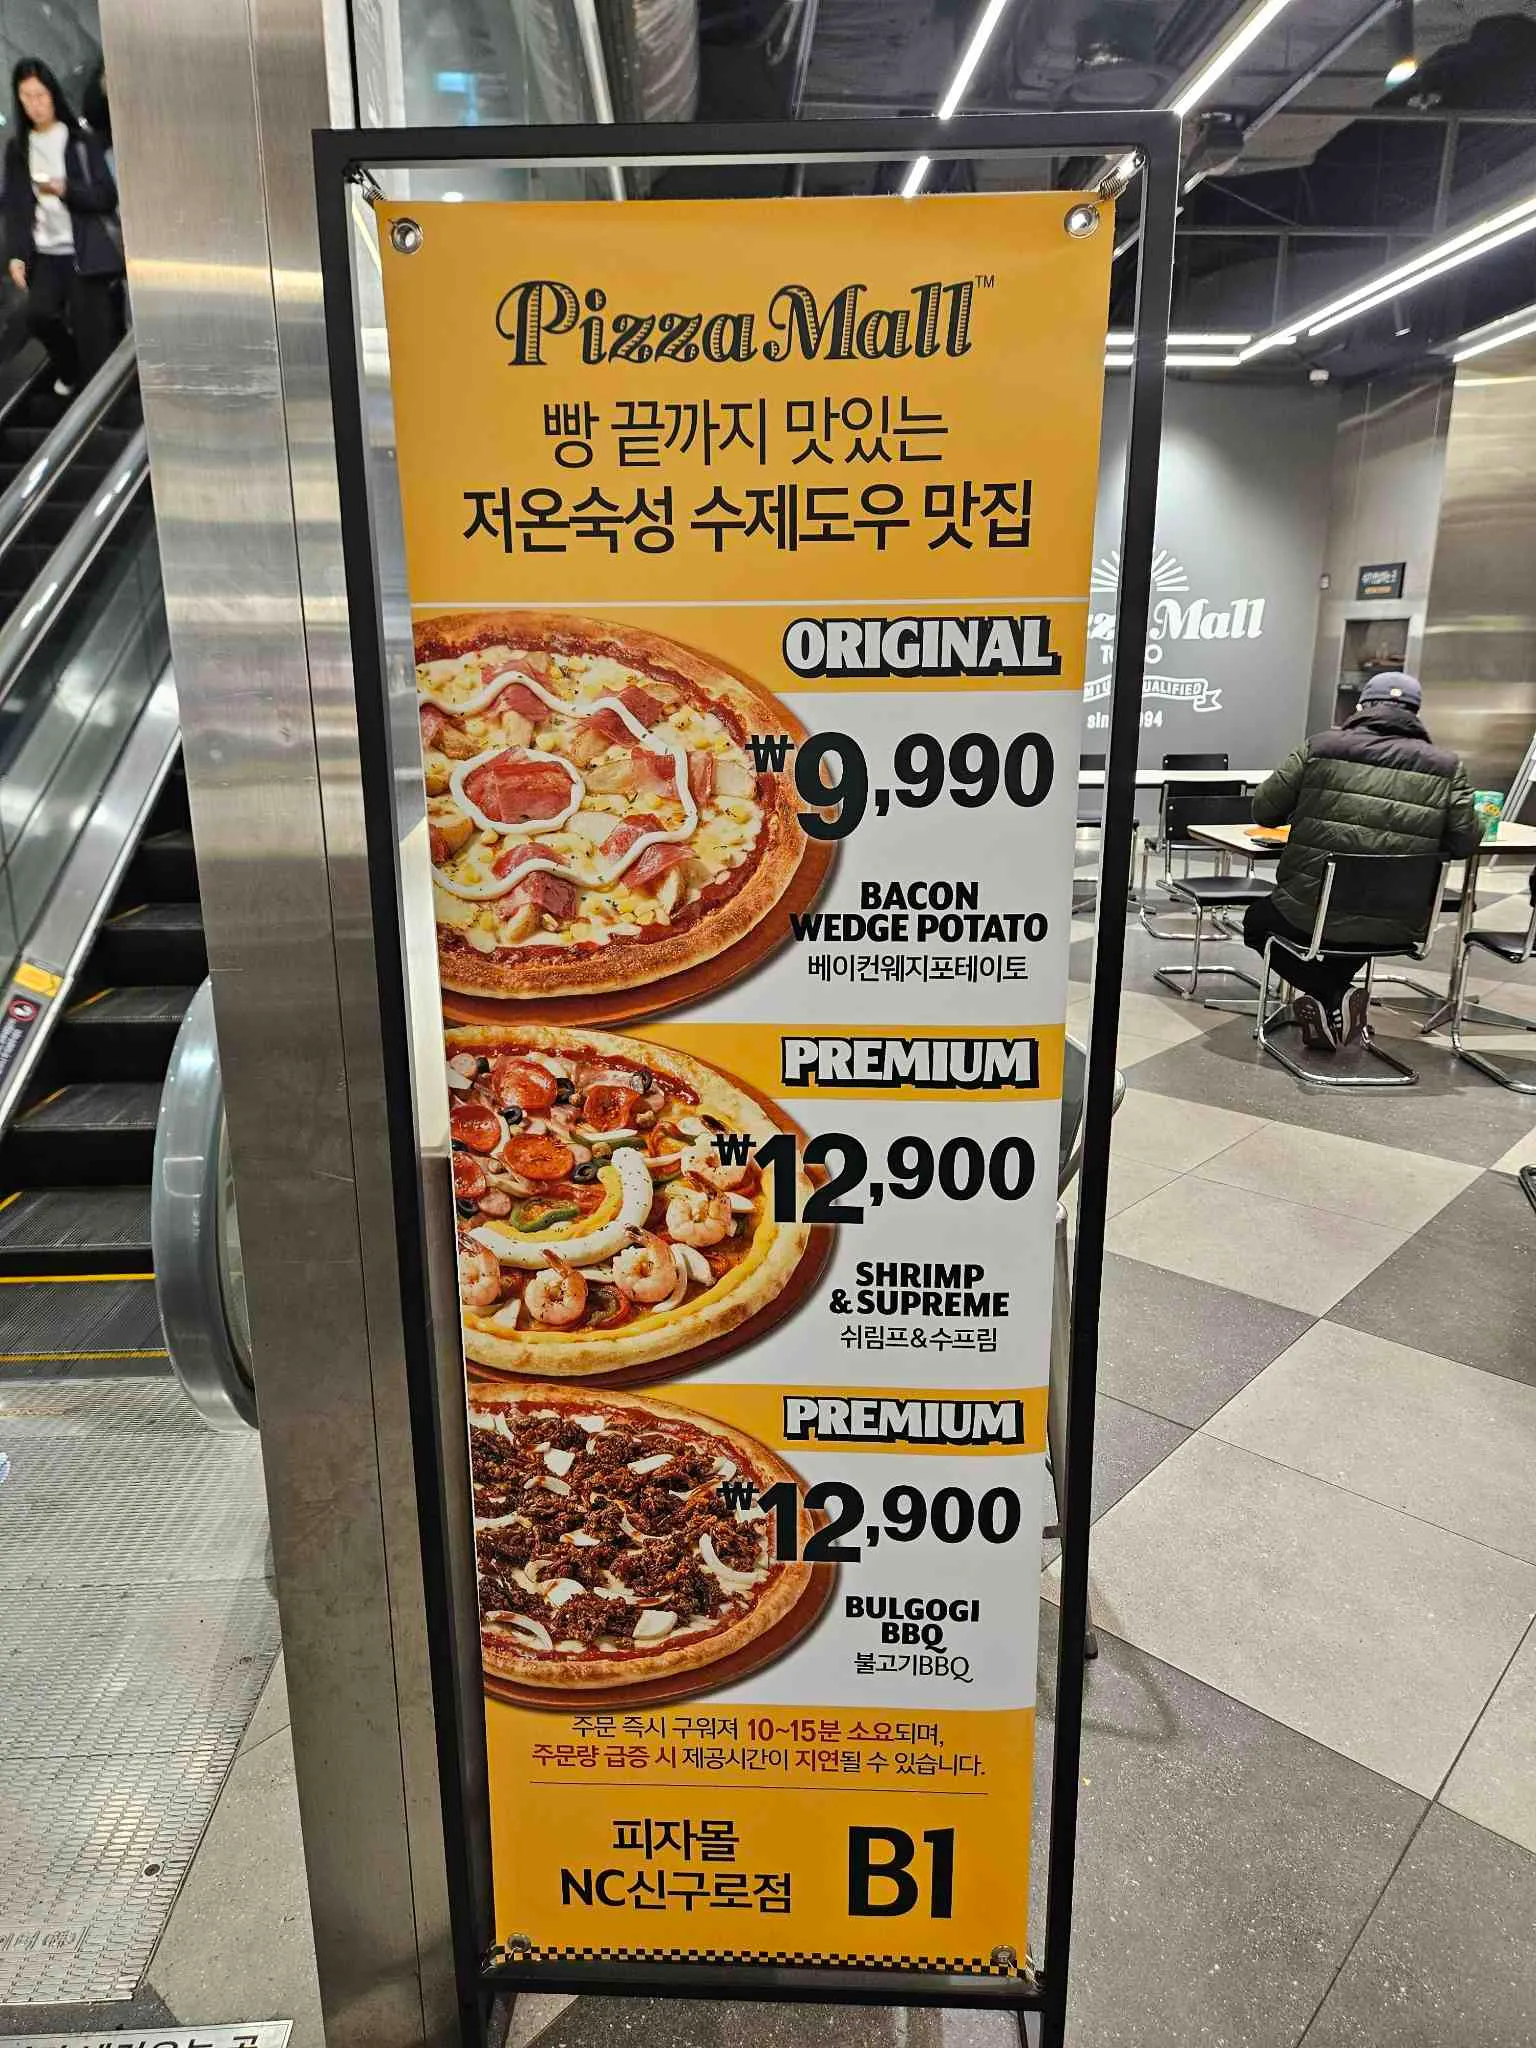 Pizza Mall™
빵 끝까지 맛있는
저온숙성 수제도우 맛집
ORIGINAL
₩9,990
BACON
WEDGE POTATO
베이컨웨지포테이토
PREMIUM
₩12,900
SHRIMP
& SUPREME
쉬림프&수프림
PREMIUM
₩12,900
BULGOGI
BBQ
불고기BBQ
주문 즉시 구워져 10~15분 소요되며,
주문량 급증 시 제공시간이 지연될 수 있습니다.
피자몰
NC신구로점
B1
Mall